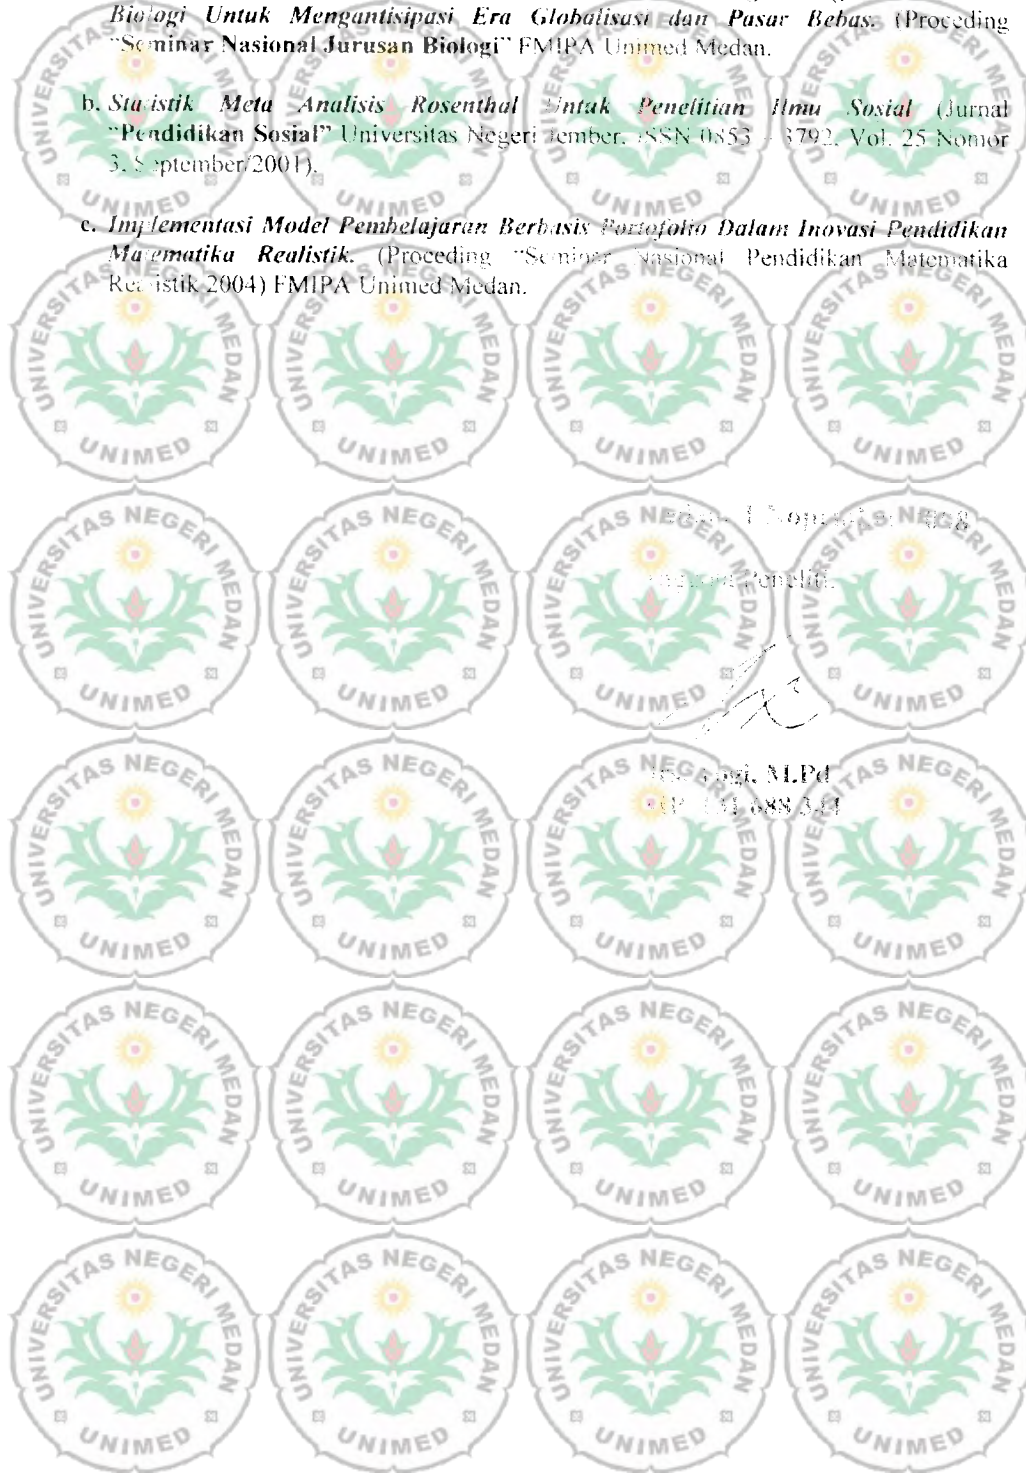 Biologi Untuk Mengantisipasi Era Globalisasi dan Pasar Bebas. (Proceding
"Seminar Nasional Jurusan Biologi" FMIPA Unimed Medan.
b. Statistik Meta Analisis Rosenthal Untuk Penelitian Ilmu Sosial (Jurnal
"Pendidikan Sosial" Universitas Negeri Jember, ISSN 0853 - 3792, Vol. 25 Nomor
3, September/2001).
c. Implementasi Model Pembelajaran Berbasis Portofolio Dalam Inovasi Pendidikan
Matematika Realistik. (Proceding "Seminar Nasional Pendidikan Matematika
Realistik 2004) FMIPA Unimed Medan.
Peneliti,
M.Pd
688 344
UNIVERSITAS NEGERI MEDAN
UNIMED